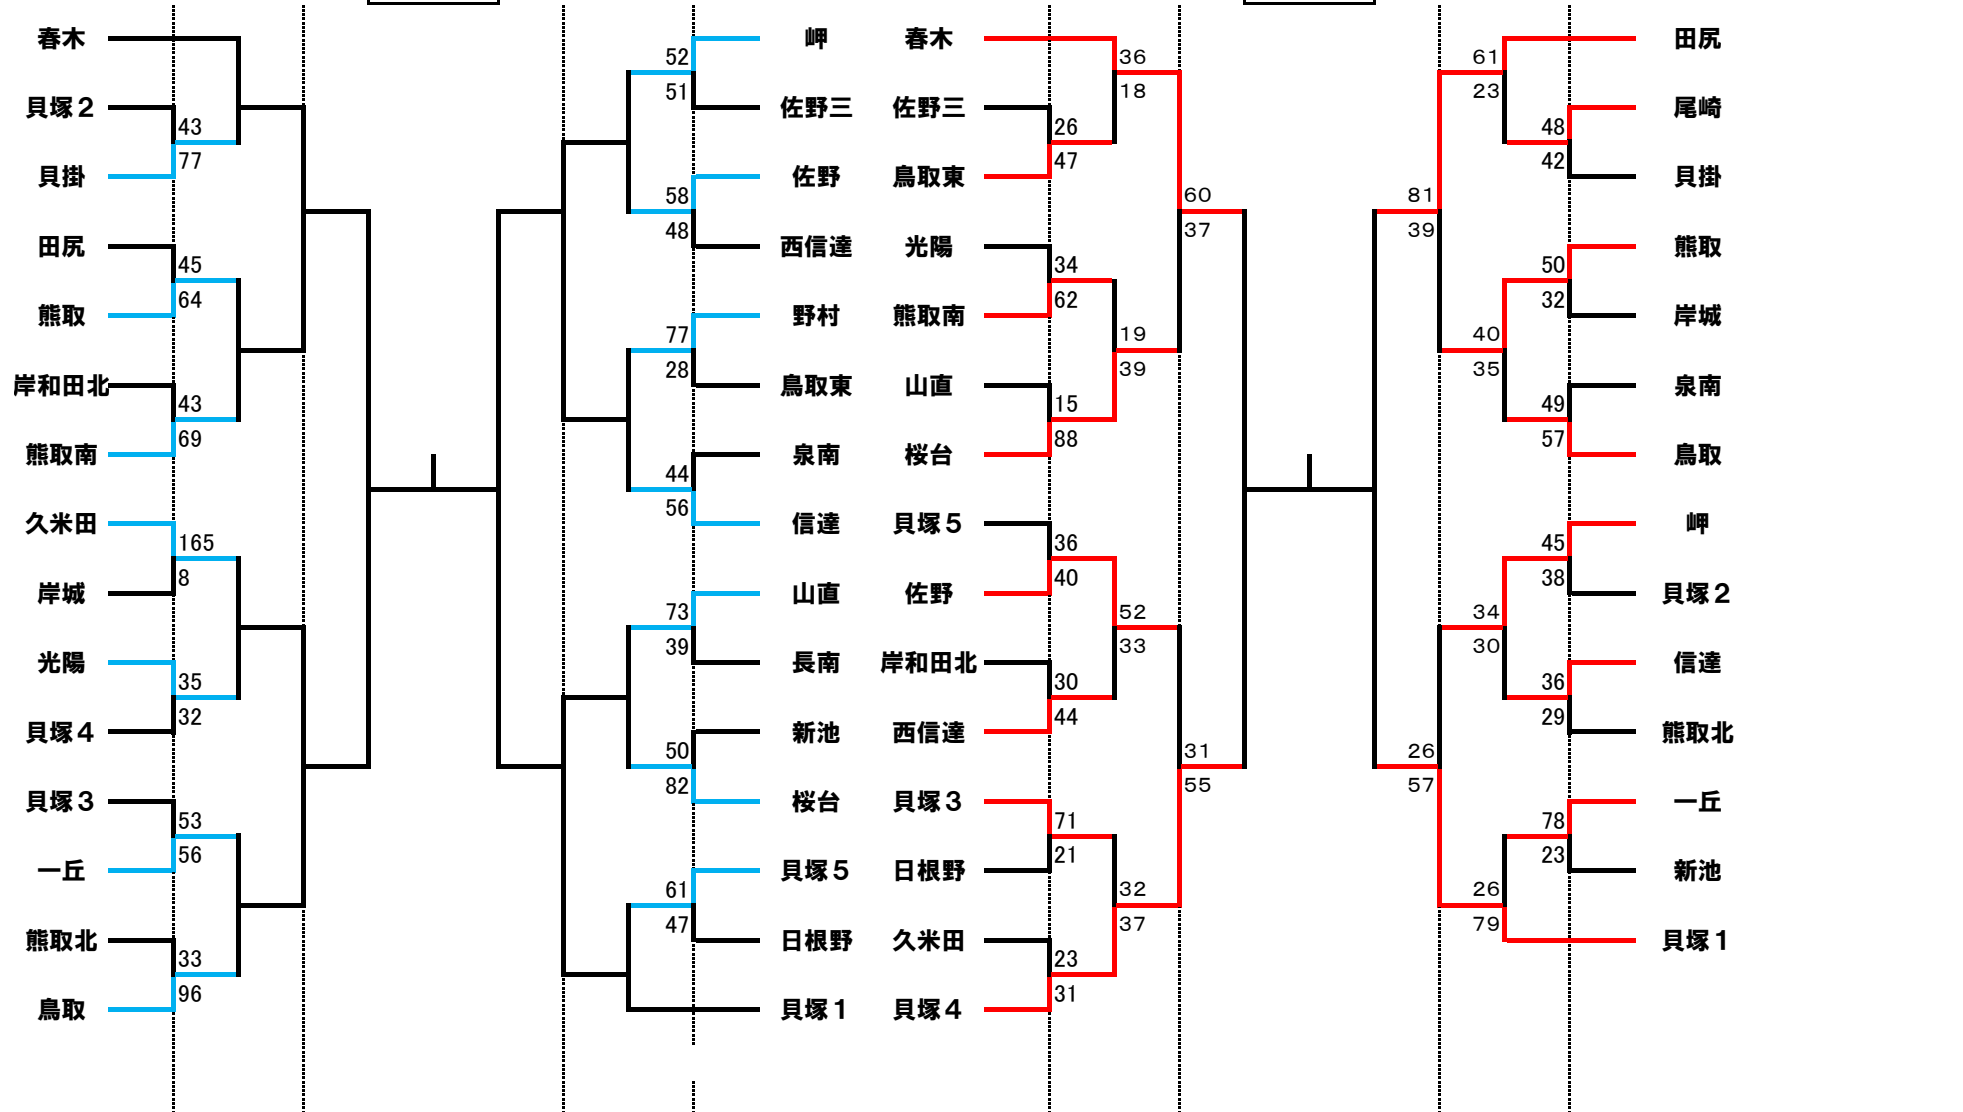 春木
貝塚２
43
77
貝掛
田尻
45
64
熊取
岸和田北
43
69
熊取南
久米田
165
8
岸城
光陽
35
32
貝塚４
貝塚３
53
56
一丘
熊取北
33
96
鳥取
岬
52
51
佐野三
佐野
58
48
西信達
野村
77
28
鳥取東
泉南
44
56
信達
山直
73
39
長南
新池
50
82
桜台
貝塚５
61
47
日根野
貝塚１
春木
36
18
佐野三
26
47
鳥取東
60
37
光陽
34
62
熊取南
19
39
山直
15
88
桜台
貝塚５
36
40
佐野
52
33
岸和田北
30
44
西信達
31
55
貝塚３
71
21
日根野
32
37
久米田
23
31
貝塚４
田尻
61
23
尾崎
48
42
貝掛
81
39
熊取
50
32
岸城
40
35
泉南
49
57
鳥取
岬
45
38
貝塚２
34
30
信達
36
29
熊取北
26
57
一丘
78
23
新池
26
79
貝塚１